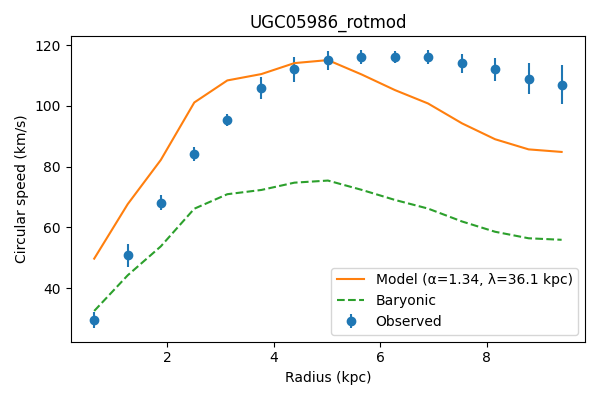 UGC05986_rotmod
Circular speed (km/s)
120
100
80
60
40
2
4
6
8
Radius (kpc)
Model (α=1.34, λ=36.1 kpc)
Baryonic
Observed